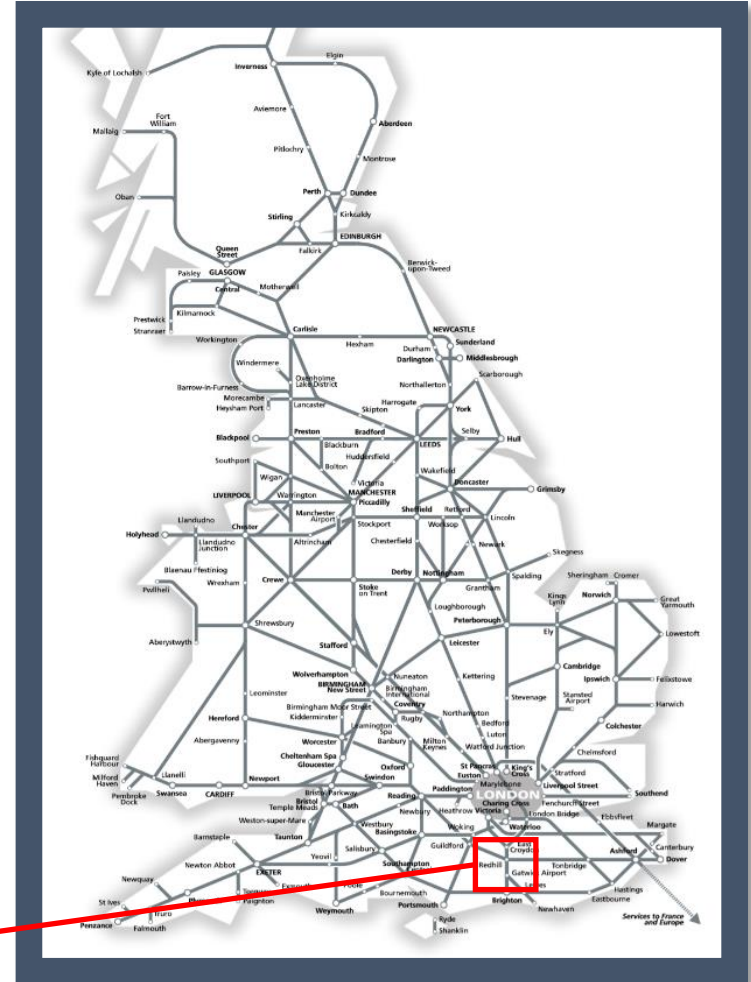 Elgin
Inverness
Kyle of Lochalsh
Aviemore
Fort
William
Mallaig
Aberdeen
Pitlochry
Montrose
Perth
Dundee
Oban
Stirling
Kirkcaldy
EDINBURGH
Queen
Street
Falkirk
Berwick-
upon-Tweed
Paisley
GLASGOW
Central
Motherwell
Prestwick
Kilmarnock
Stranraer
Carlisle
NEWCASTLE
Workington
Hexham
Sunderland
Durham
Darlington
Middlesbrough
Windermere
Scarborough
Oxenholme
Lake District
Barrow-in-Furness
Northallerton
Morecambe
Heysham Port
Lancaster
Harrogate
York
Skipton
Blackpool
Preston
Bradford
Selby
Blackburn
LEEDS
Hull
Huddersfield
Southport
Bolton
Wakefield
Wigan
Victoria
Doncaster
LIVERPOOL
Warrington
MANCHESTER
Piccadilly
Grimsby
Sheffield
Retford
Llandudno
Manchester
Airport
Lincoln
Chester
Stockport
Worksop
Holyhead
Llandudno
Junction
Altrincham
Chesterfield
Newark
Skegness
Blaenau Ffestiniog
Derby
Nottingham
Spalding
Sheringham
Cromer
Pwllheli
Wrexham
Crewe
Stoke
on Trent
Grantham
Kings
Lynn
Norwich
Great
Yarmouth
Loughborough
Shrewsbury
Peterborough
Ely
Lowestoft
Aberystwyth
Stafford
Leicester
Cambridge
Wolverhampton
Nuneaton
Kettering
Ipswich
Felixstowe
BIRMINGHAM
New Street
Birmingham
International
Leominster
Stevenage
Stansted
Airport
Birmingham Moor Street
Coventry
Harwich
Hereford
Kidderminster
Rugby
Northampton
Leamington
Spa
Bedford
Colchester
Abergavenny
Worcester
Banbury
Milton
Keynes
Luton
Cheltenham Spa
Watford Junction
Chelmsford
Fishguard
Harbour
Gloucester
Oxford
St Pancras
King's
Cross
Llanelli
Euston
Stratford
Milford
Haven
Newport
Swindon
Marylebone
Liverpool Street
Pembroke
Dock
Swansea
CARDIFF
Bristol Parkway
Paddington
LONDON
Southend
Bristol
Temple Meads
Bath
Reading
Charing Cross
Fenchurch Street
Newbury
Heathrow
Victoria
London Bridge
Ebbsfleet
Weston-super-Mare
Westbury
Woking
Waterloo
Margate
Barnstaple
Taunton
Basingstoke
Guildford
East
Croydon
Canterbury
Yeovil
Salisbury
Ashford
Newton Abbot
Southampton
Redhill
Tonbridge
Dover
EXETER
Gatwick Airport
Newquay
Exmouth
Poole
Lewes
Bournemouth
Hastings
St Ives
Paignton
Portsmouth
Brighton
Eastbourne
Truro
Weymouth
Newhaven
Penzance
Falmouth
Ryde
Shanklin
Services to France
and Europe